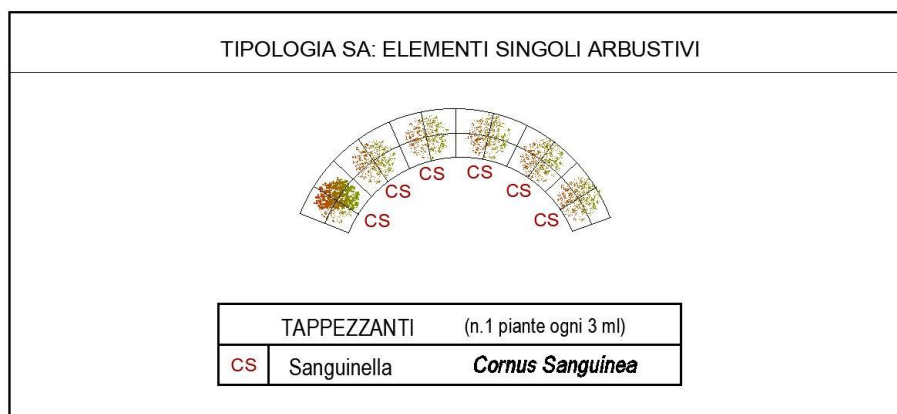 TIPOLOGIA SA: ELEMENTI SINGOLI ARBUSTIVI
CS
CS
CS
CS
CS
CS
TAPPEZZANTI (n.1 piante ogni 3 ml)
CS Sanguinella Cornus Sanguinea